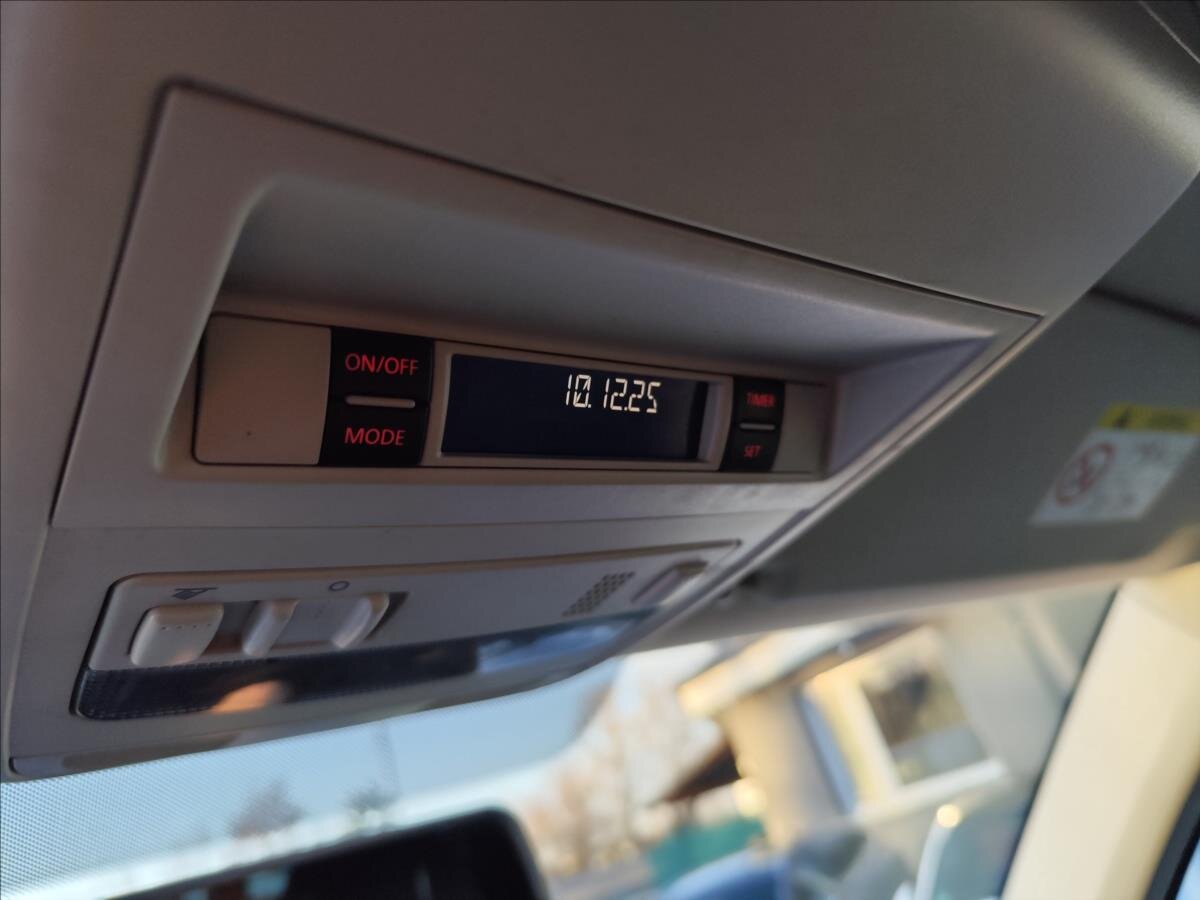 ON/OFF
10.12.25
TIMER
MODE
SET